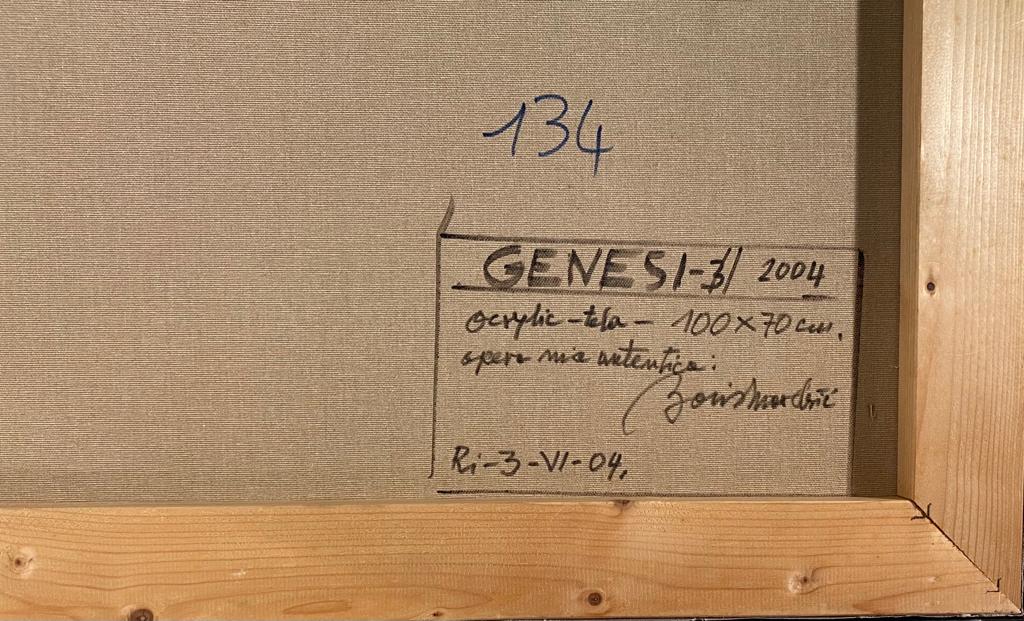 134
GENESI-3/ 2004
acrylic-tela - 100×70 cm.
opera mia autentica:
Ri-3-VI-04.